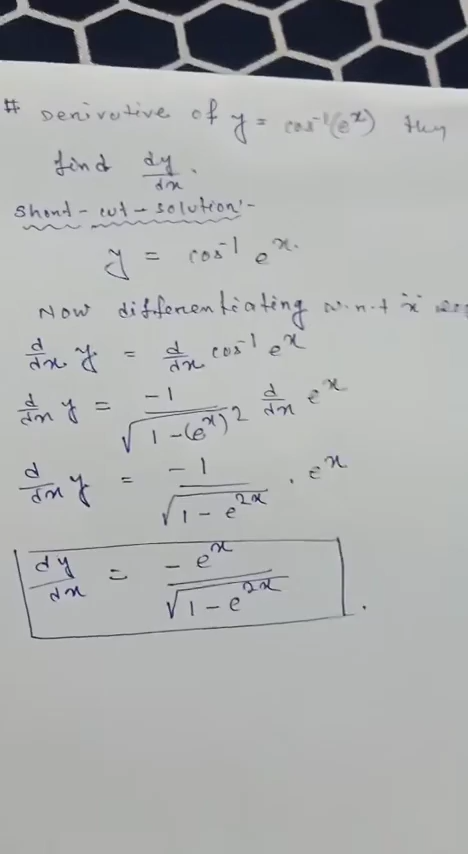 # Derivative of y = cos⁻¹(eˣ) then
find dy/dx.
Short-cut-solution:-
y = cos⁻¹ eˣ.
Now differentiating w.r.t 'x'
d/dx y = d/dx cos⁻¹ eˣ
d/dx y = -1/√(1-(eˣ)²) d/dx eˣ
d/dx y = -1/√(1-e²ˣ) . eˣ
dy/dx = -eˣ/√(1-e²ˣ) .